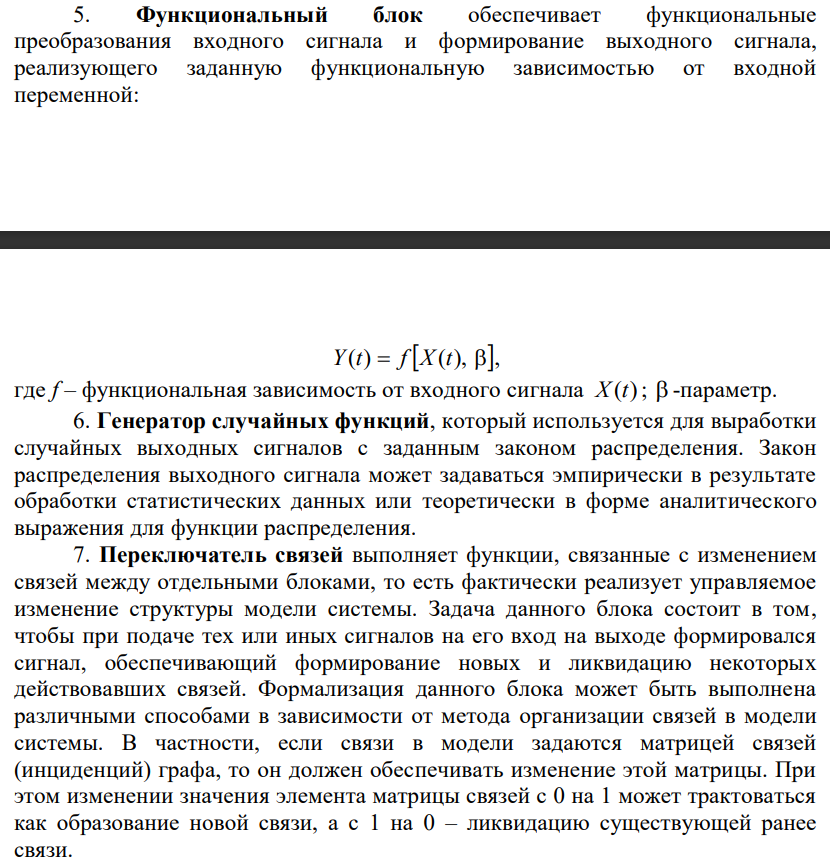 5. Функциональный блок обеспечивает функциональные
преобразования входного сигнала и формирование выходного сигнала,
реализующего заданную функциональную зависимостью от входной
переменной:
Y(t) = f[X(t), β],
где f – функциональная зависимость от входного сигнала X(t); β -параметр.
6. Генератор случайных функций, который используется для выработки
случайных выходных сигналов с заданным законом распределения. Закон
распределения выходного сигнала может задаваться эмпирически в результате
обработки статистических данных или теоретически в форме аналитического
выражения для функции распределения.
7. Переключатель связей выполняет функции, связанные с изменением
связей между отдельными блоками, то есть фактически реализует управляемое
изменение структуры модели системы. Задача данного блока состоит в том,
чтобы при подаче тех или иных сигналов на его вход на выходе формировался
сигнал, обеспечивающий формирование новых и ликвидацию некоторых
действовавших связей. Формализация данного блока может быть выполнена
различными способами в зависимости от метода организации связей в модели
системы. В частности, если связи в модели задаются матрицей связей
(инциденций) графа, то он должен обеспечивать изменение этой матрицы. При
этом изменении значения элемента матрицы связей с 0 на 1 может трактоваться
как образование новой связи, а с 1 на 0 – ликвидацию существующей ранее
связи.